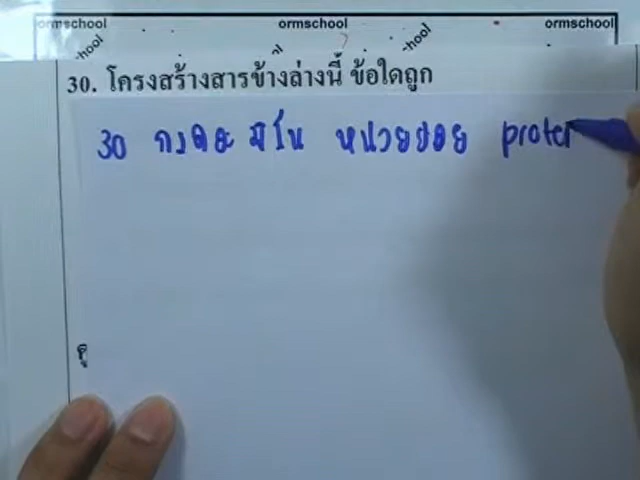 ormschool ormschool ormschool
-hool -hool
30. โครงสร้างสารข้างล่างนี้ ข้อใดถูก
30 กรดอะมิโน หน่วยย่อย protei